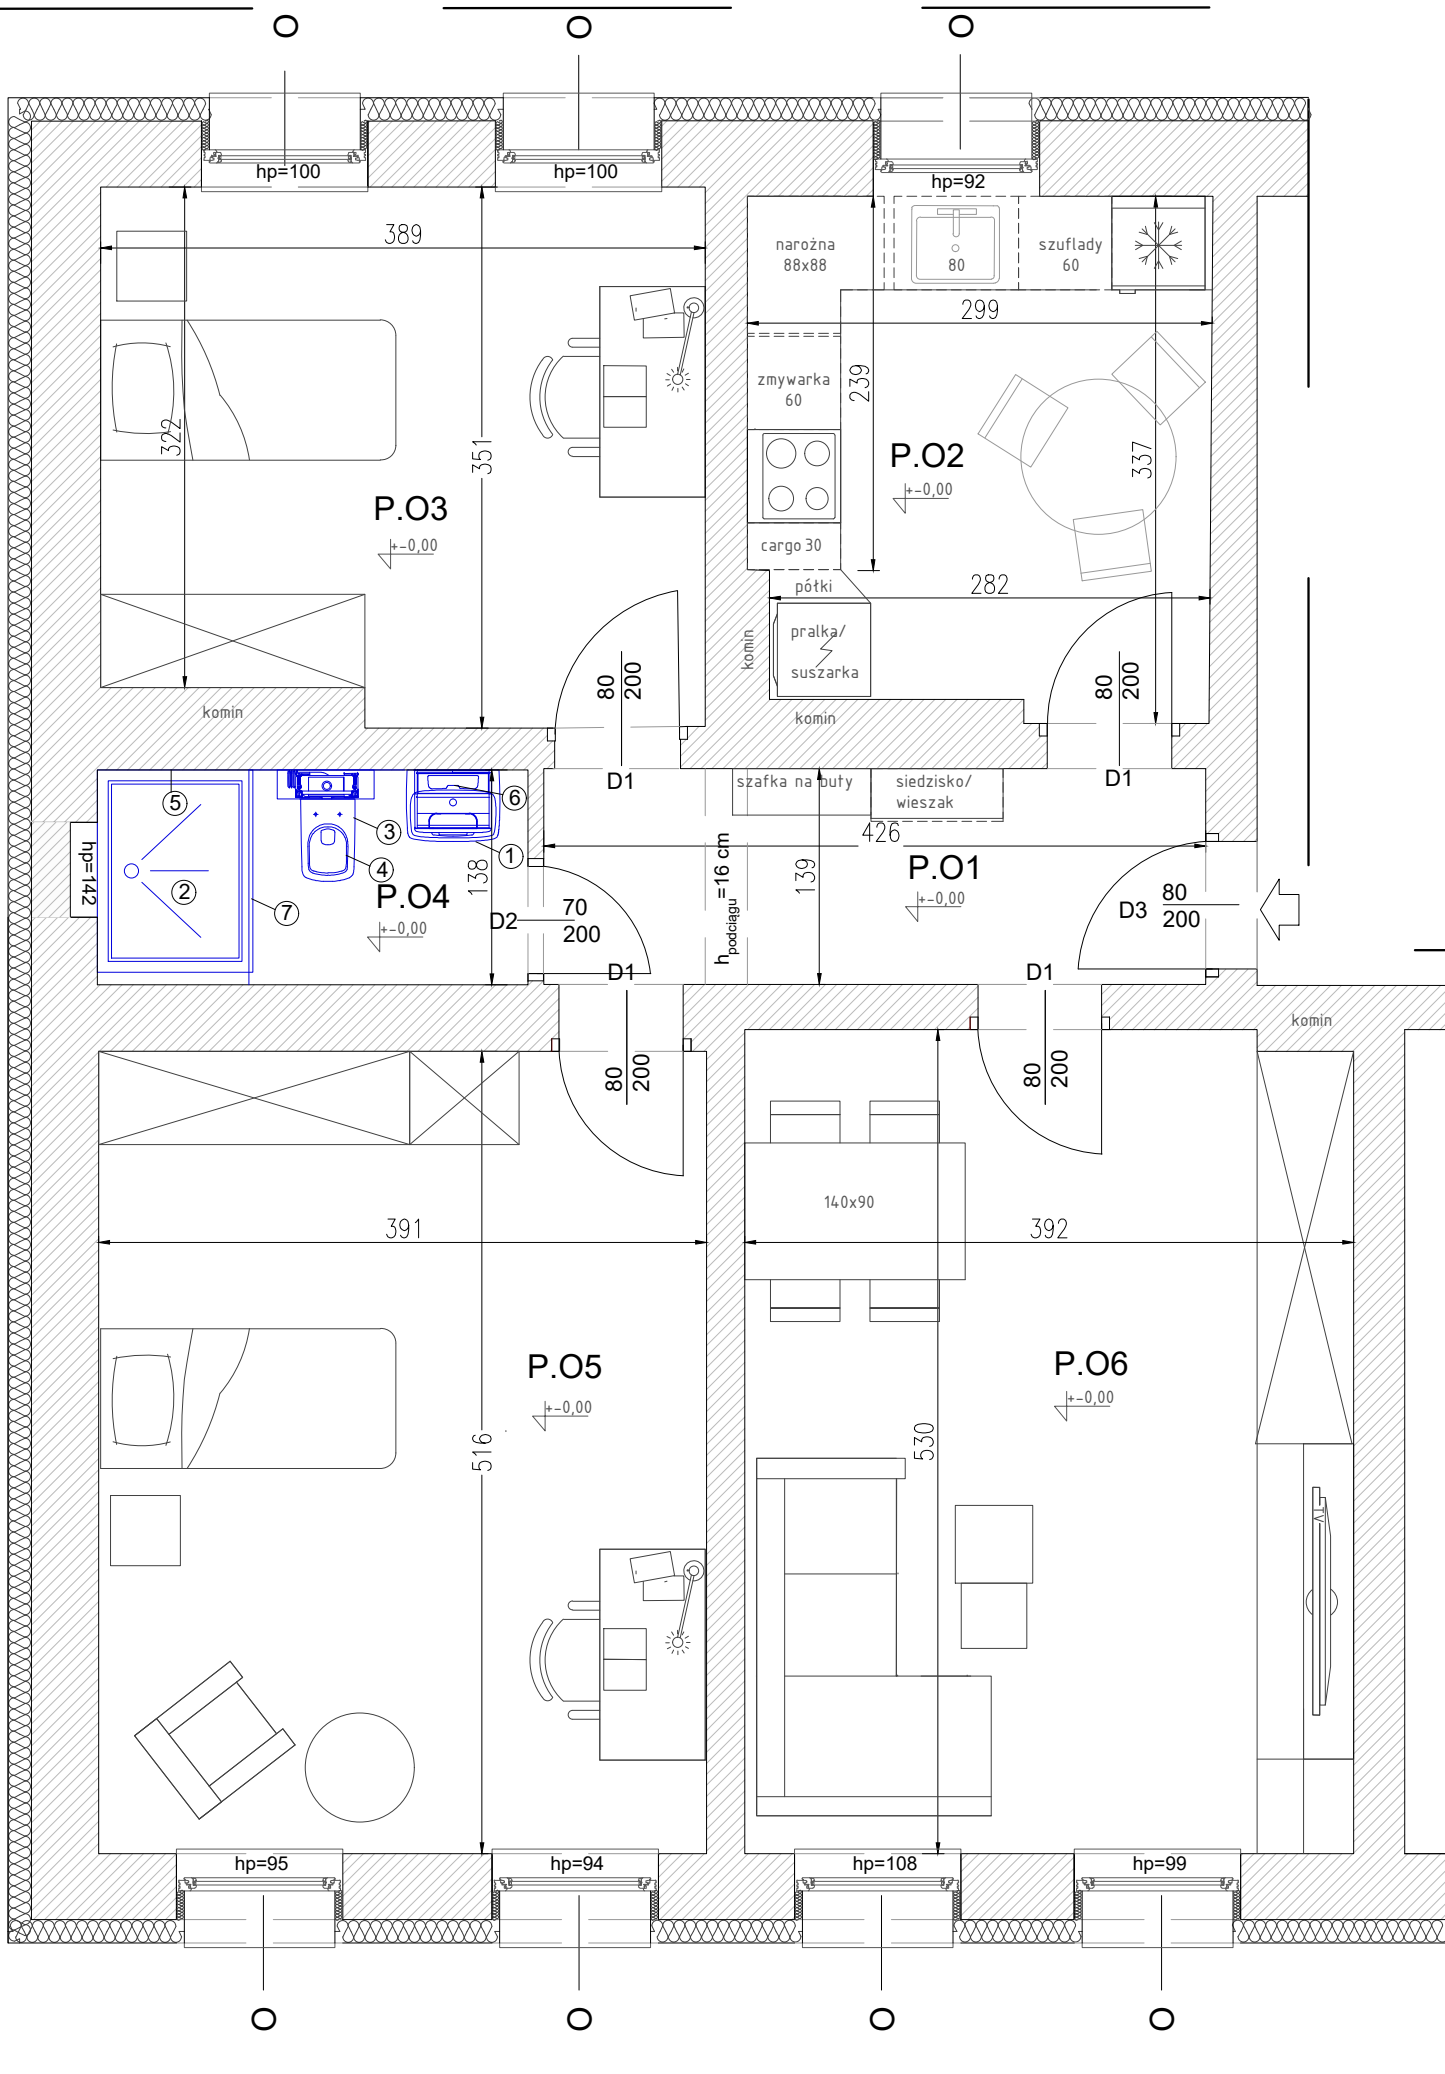 O
O
O
hp=100
hp=100
hp=92
389
narożna
88x88
80
szuflady
60
299
322
351
239
zmywarka
60
337
P.O2
+-0,00
P.O3
+-0,00
cargo 30
półki
282
komin
pralka/
suszarka
80
200
80
200
komin
komin
D1
D1
szafka na buty
siedzisko/
wieszak
5
6
3
1
4
2
7
hp=142
138
426
139
h podciągu =16 cm
P.O4
+-0,00
P.O1
+-0,00
D2
70
200
D3
80
200
D1
D1
komin
80
200
80
200
140x90
391
392
P.O5
+-0,00
P.O6
+-0,00
516
530
TV
hp=95
hp=94
hp=108
hp=99
O
O
O
O